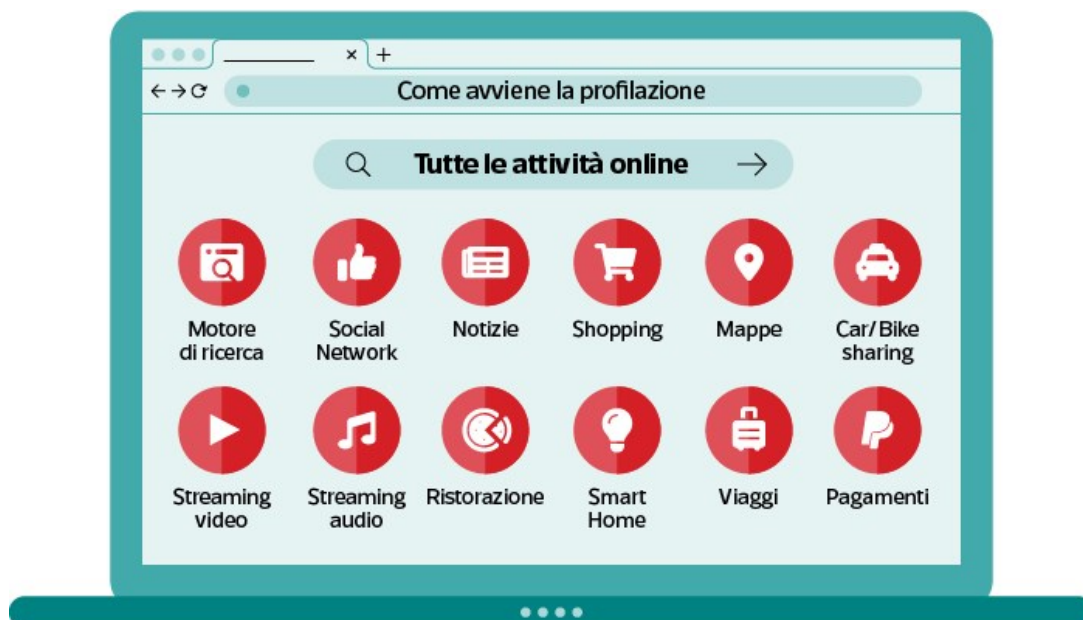 Come avviene la profilazione
Tutte le attività online
Motore
di ricerca
Social
Network
Notizie
Shopping
Mappe
Car/Bike
sharing
Streaming
video
Streaming
audio
Ristorazione
Smart
Home
Viaggi
Pagamenti